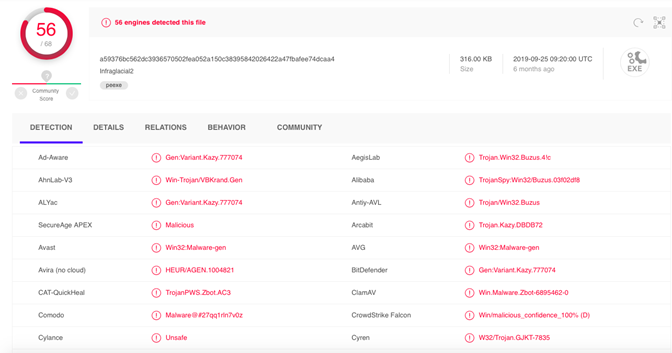 56
/ 68
Community
Score
56 engines detected this file
a59376bc562dc3936570502fea052a150c38395842026422a47fbafee74dcaa4
Infraglacial2
peexe
316.00 KB
Size
2019-09-25 09:20:00 UTC
6 months ago
EXE
DETECTION DETAILS RELATIONS BEHAVIOR COMMUNITY
Ad-Aware Gen:Variant.Kazy.777074 AegisLab Trojan.Win32.Buzus.4!c
AhnLab-V3 Win-Trojan/VBKrand.Gen Alibaba TrojanSpy:Win32/Buzus.03f02df8
ALYac Gen:Variant.Kazy.777074 Antiy-AVL Trojan/Win32.Buzus
SecureAge APEX Malicious Arcabit Trojan.Kazy.DBDB72
Avast Win32:Malware-gen AVG Win32:Malware-gen
Avira (no cloud) HEUR/AGEN.1004821 BitDefender Gen:Variant.Kazy.777074
CAT-QuickHeal TrojanPWS.Zbot.AC3 ClamAV Win.Malware.Zbot-6895462-0
Comodo Malware@#27qq1rln7v0z CrowdStrike Falcon Win/malicious_confidence_100% (D)
Cylance Unsafe Cyren W32/Trojan.GJKT-7835